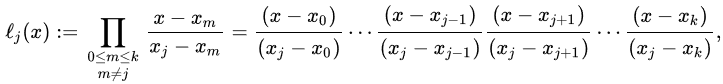 ℓ_j(x) := ∏_{0≤m≤k, m≠j} (x − x_m)/(x_j − x_m) = (x − x_0)/(x_j − x_0) ⋯ (x − x_{j−1})/(x_j − x_{j−1}) (x − x_{j+1})/(x_j − x_{j+1}) ⋯ (x − x_k)/(x_j − x_k),